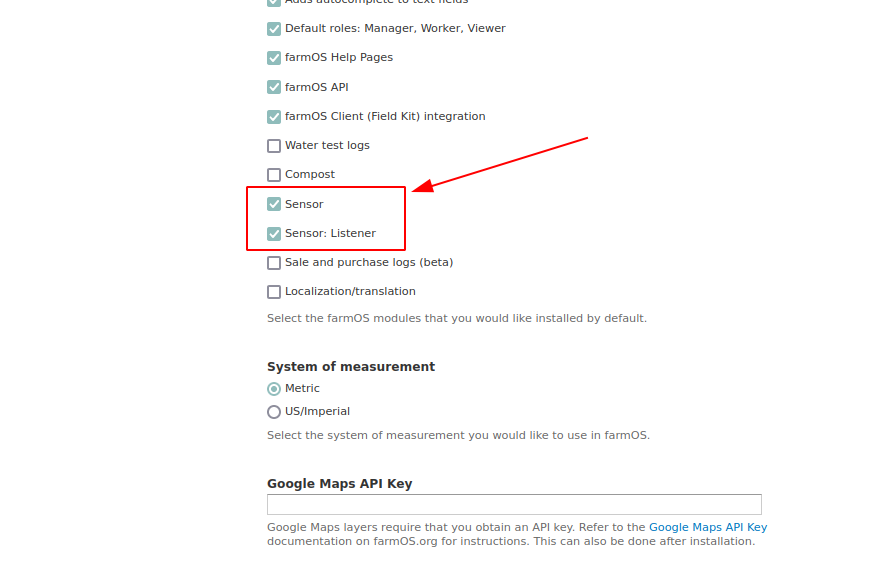 Adds autocomplete to text fields
Default roles: Manager, Worker, Viewer
farmOS Help Pages
farmOS API
farmOS Client (Field Kit) integration
Water test logs
Compost
Sensor
Sensor: Listener
Sale and purchase logs (beta)
Localization/translation
Select the farmOS modules that you would like installed by default.
System of measurement
Metric
US/Imperial
Select the system of measurement you would like to use in farmOS.
Google Maps API Key
Google Maps layers require that you obtain an API key. Refer to the Google Maps API Key
documentation on farmOS.org for instructions. This can also be done after installation.